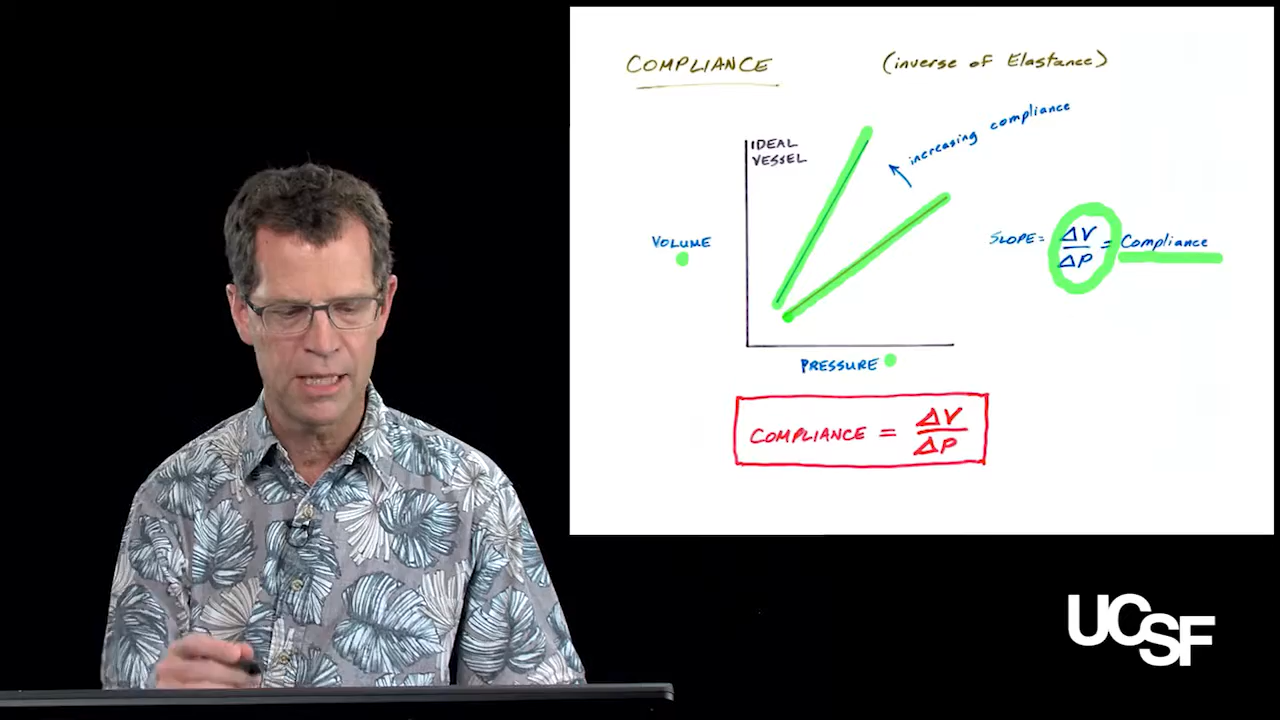 COMPLIANCE (inverse of Elastance)
increasing compliance
IDEAL
VESSEL
VOLUME
SLOPE = ΔV/ΔP = Compliance
PRESSURE
COMPLIANCE = ΔV/ΔP
UCSF